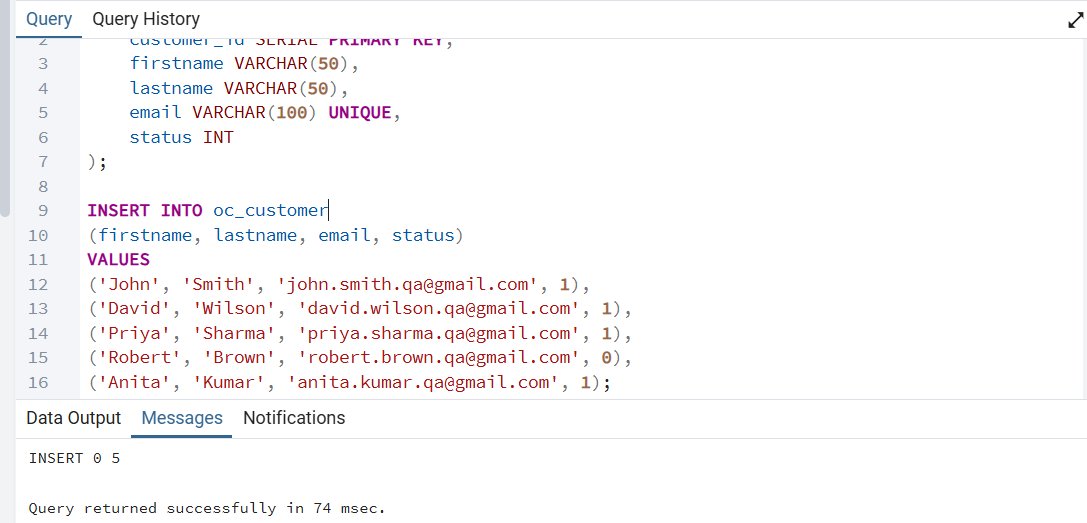 Query Query History
2 customer_id SERIAL PRIMARY KEY,
3 firstname VARCHAR(50),
4 lastname VARCHAR(50),
5 email VARCHAR(100) UNIQUE,
6 status INT
7 );
8
9 INSERT INTO oc_customer
10 (firstname, lastname, email, status)
11 VALUES
12 ('John', 'Smith', 'john.smith.qa@gmail.com', 1),
13 ('David', 'Wilson', 'david.wilson.qa@gmail.com', 1),
14 ('Priya', 'Sharma', 'priya.sharma.qa@gmail.com', 1),
15 ('Robert', 'Brown', 'robert.brown.qa@gmail.com', 0),
16 ('Anita', 'Kumar', 'anita.kumar.qa@gmail.com', 1);
Data Output Messages Notifications
INSERT 0 5
Query returned successfully in 74 msec.